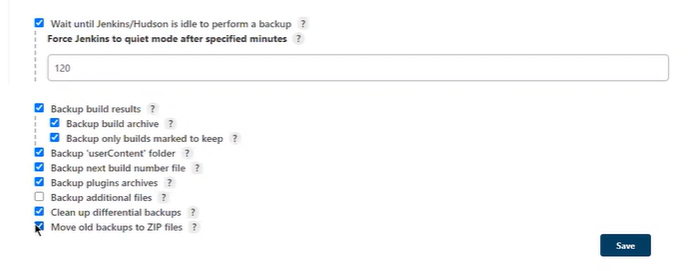 Wait until Jenkins/Hudson is idle to perform a backup ?
Force Jenkins to quiet mode after specified minutes ?
120
Backup build results ?
Backup build archive ?
Backup only builds marked to keep ?
Backup 'userContent' folder ?
Backup next build number file ?
Backup plugins archives ?
Backup additional files ?
Clean up differential backups ?
Move old backups to ZIP files ?
Save